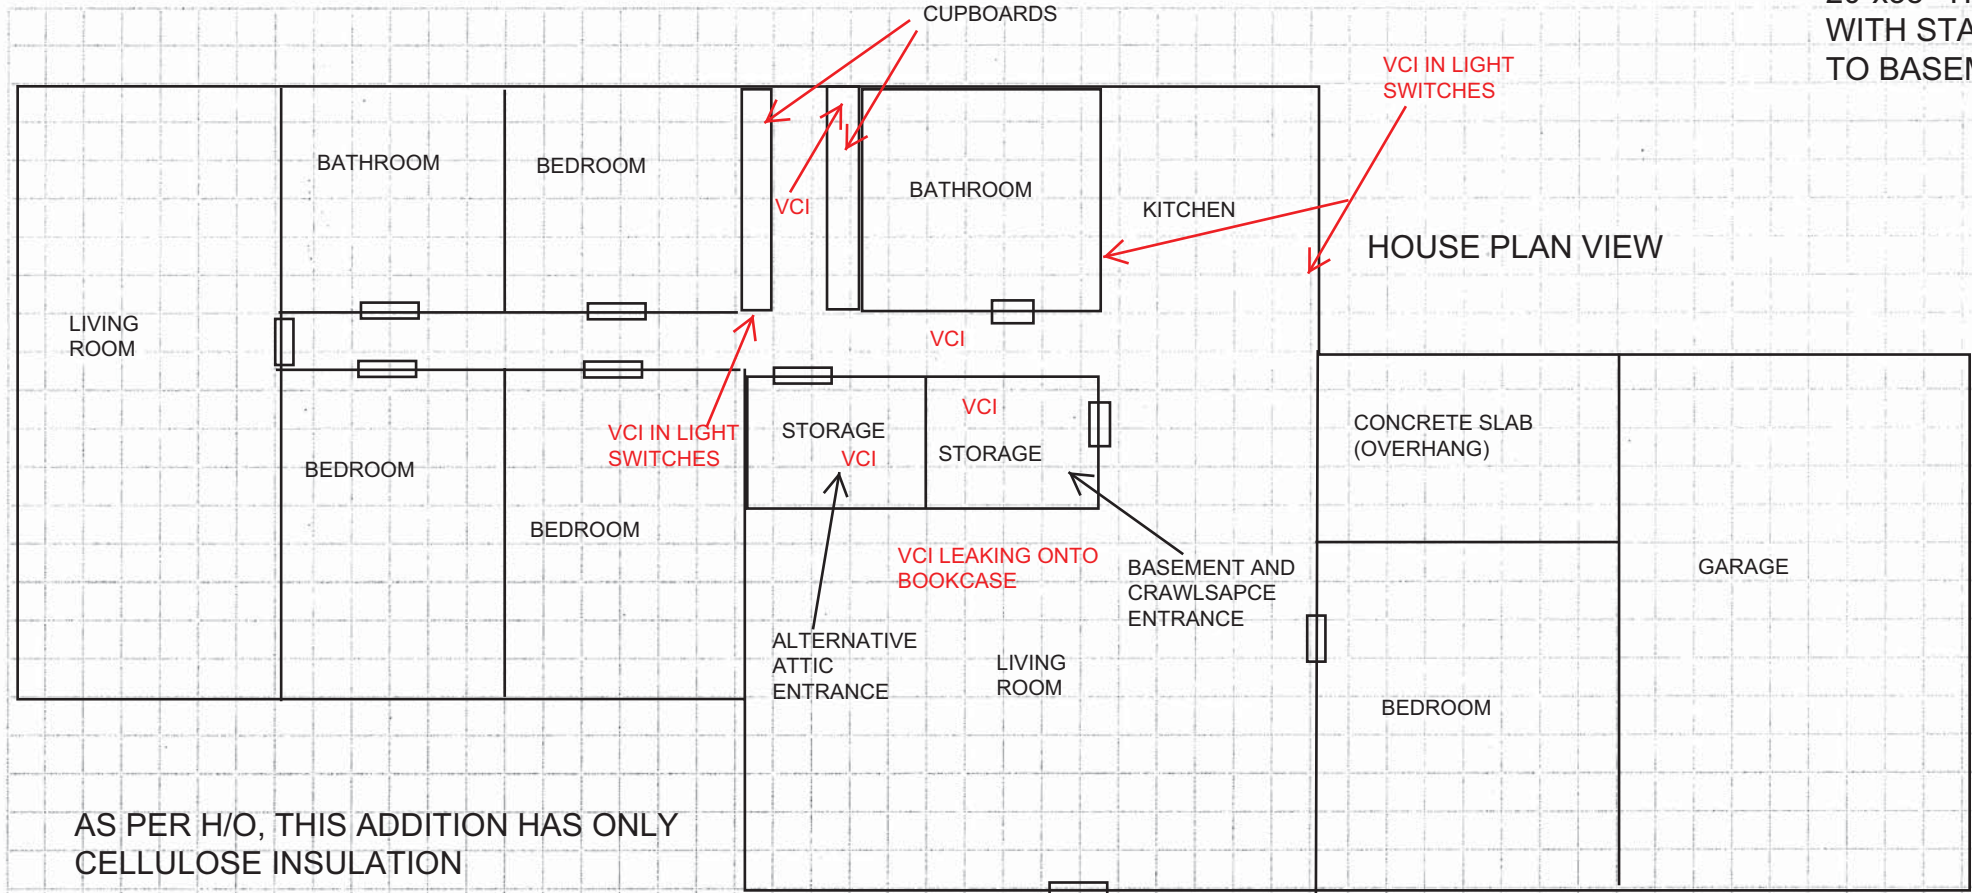 CUPBOARDS
WITH STA
TO BASEM
VCI IN LIGHT
SWITCHES
BATHROOM
BEDROOM
VCI
BATHROOM
KITCHEN
HOUSE PLAN VIEW
LIVING
ROOM
VCI
VCI IN LIGHT
SWITCHES
STORAGE
VCI
VCI
STORAGE
CONCRETE SLAB
(OVERHANG)
BEDROOM
BEDROOM
VCI LEAKING ONTO
BOOKCASE
BASEMENT AND
CRAWLSAPCE
ENTRANCE
GARAGE
ALTERNATIVE
ATTIC
ENTRANCE
LIVING
ROOM
BEDROOM
AS PER H/O, THIS ADDITION HAS ONLY
CELLULOSE INSULATION